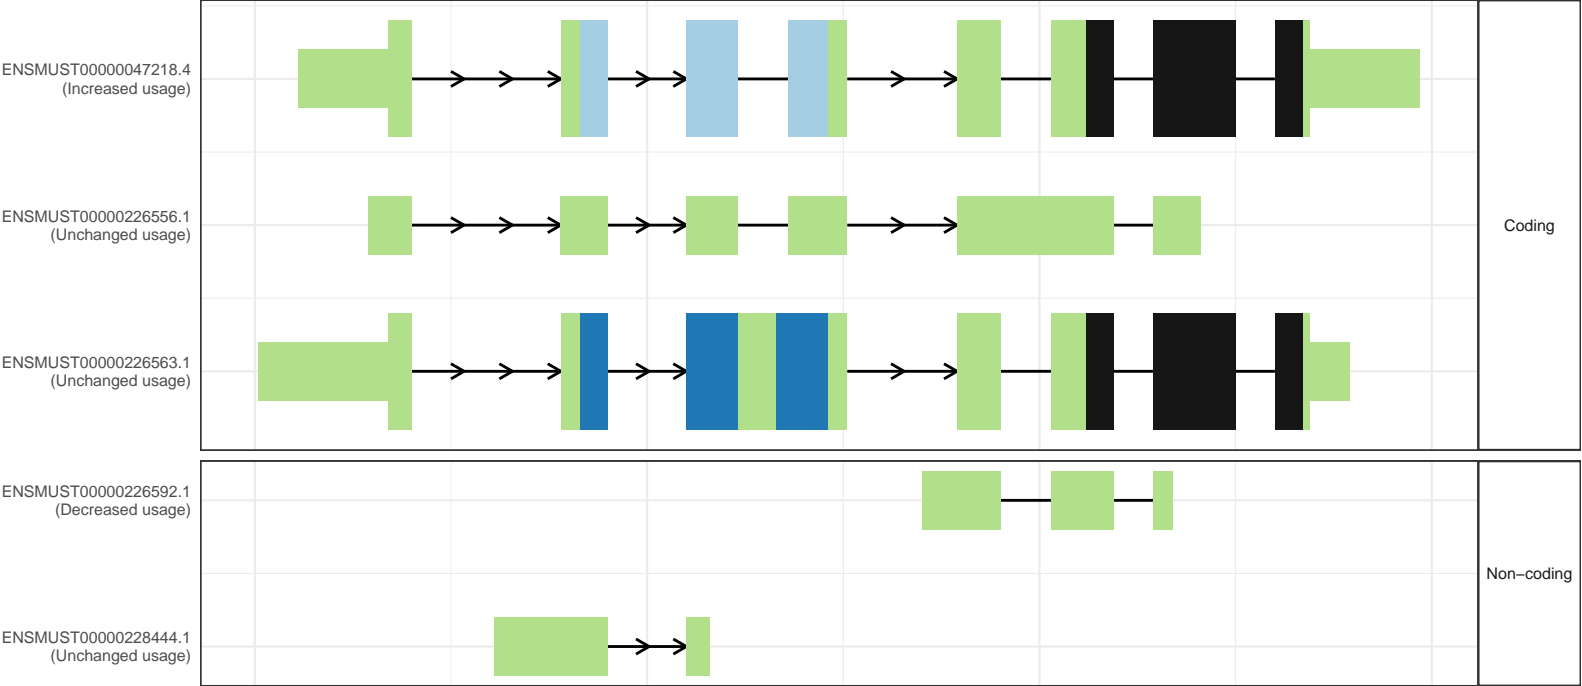 ENSMUST00000047218.4
(Increased usage)
ENSMUST00000226556.1
(Unchanged usage)
Coding
ENSMUST00000226563.1
(Unchanged usage)
ENSMUST00000226592.1
(Decreased usage)
Non−coding
ENSMUST00000228444.1
(Unchanged usage)